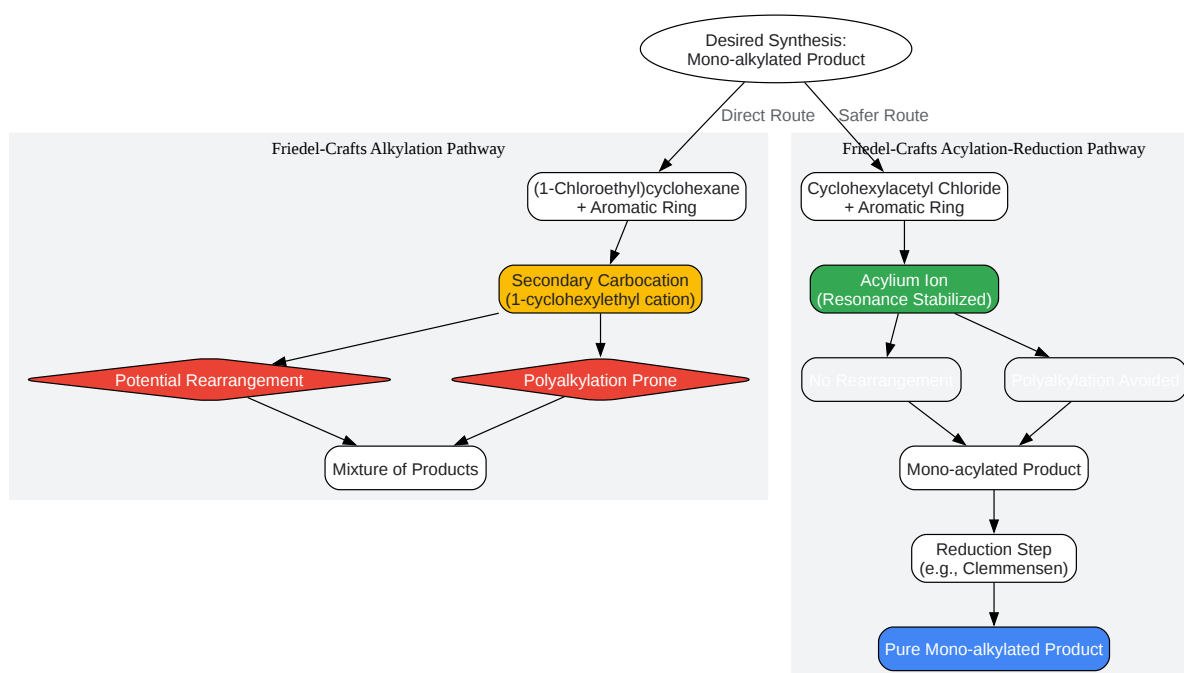 Desired Synthesis:
Mono-alkylated Product
Direct Route
Safer Route
Friedel-Crafts Alkylation Pathway
(1-Chloroethyl)cyclohexane
+ Aromatic Ring
Secondary Carbocation
(1-cyclohexylethyl cation)
Potential Rearrangement
Polyalkylation Prone
Mixture of Products
Friedel-Crafts Acylation-Reduction Pathway
Cyclohexylacetyl Chloride
+ Aromatic Ring
Acylium Ion
(Resonance Stabilized)
No Rearrangement
Polyalkylation Avoided
Mono-acylated Product
Reduction Step
(e.g., Clemmensen)
Pure Mono-alkylated Product